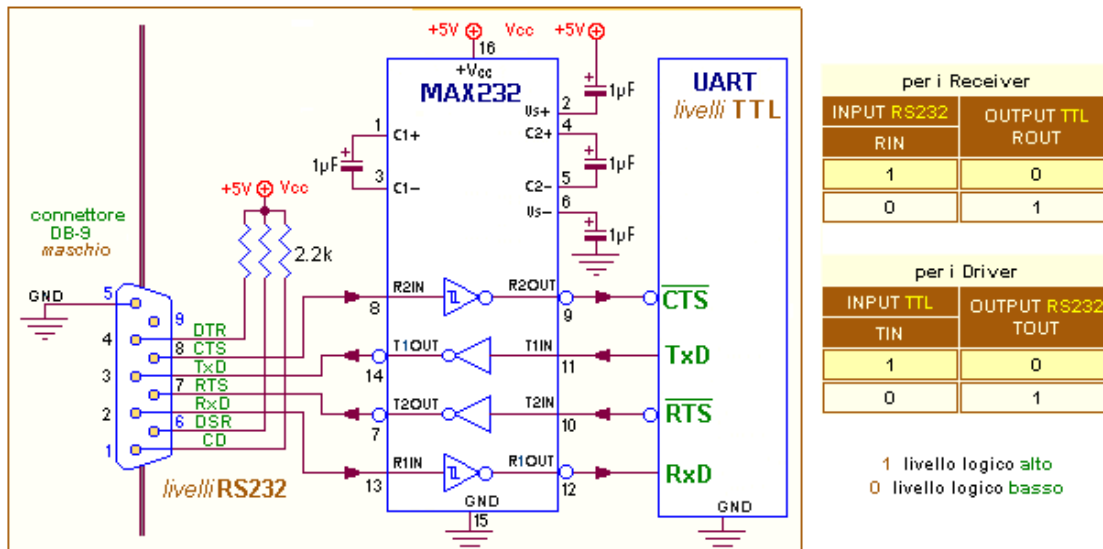 +5V Vcc +5V
16
+Vcc
MAX232
UART
livelli TTL
1µF
2
Vs+
4
C2+
1
C1+
1µF
3
C1-
1µF
5
C2-
6
Vs-
1µF
+5V Vcc
2.2k
connettore
DB-9
maschio
GND
5
9
4
DTR
8 CTS
3
TxD
7 RTS
2
RxD
6 DSR
1
CD
livelli RS232
R2IN
8
R2OUT
9
CTS
T1OUT
14
T1IN
11
TxD
T2OUT
7
T2IN
10
RTS
R1IN
13
R1OUT
12
RxD
GND
15
GND
per i Receiver
INPUT RS232
RIN
OUTPUT TTL
ROUT
1 0
0 1
per i Driver
INPUT TTL
TIN
OUTPUT RS232
TOUT
1 0
0 1
1 livello logico alto
0 livello logico basso